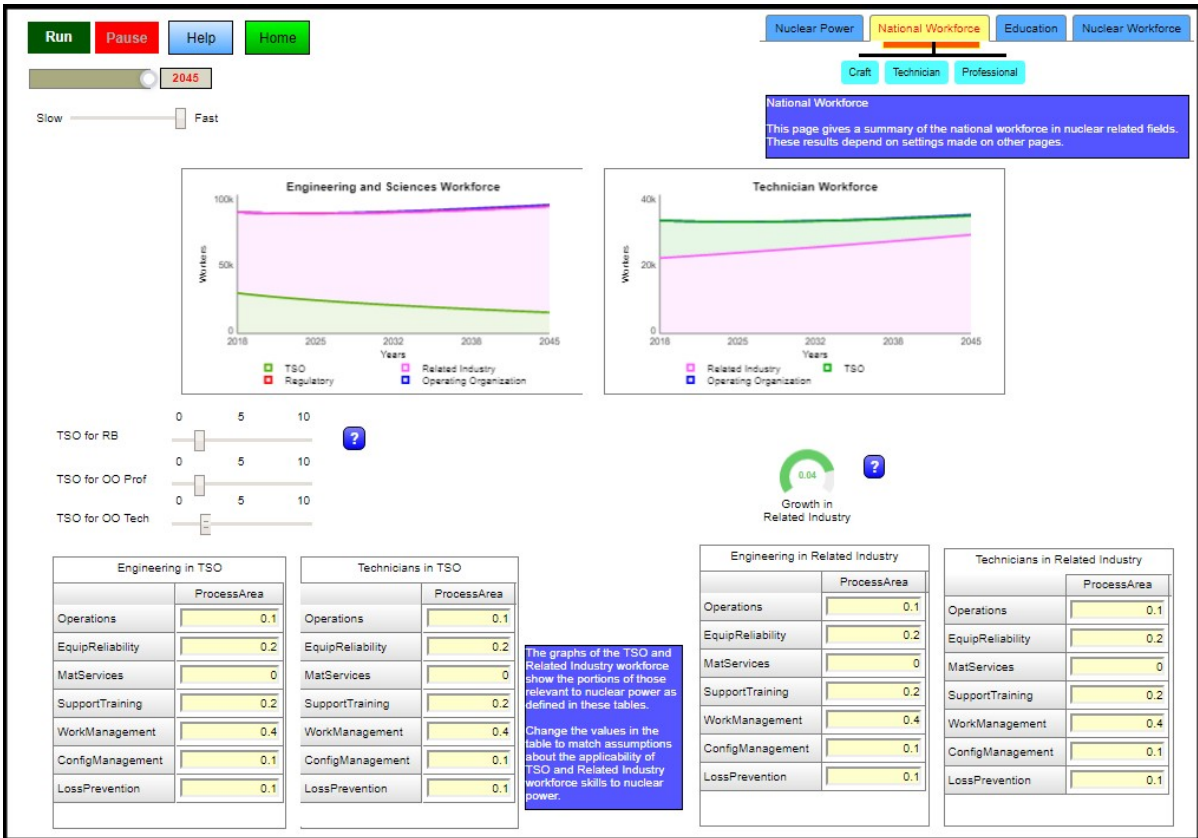 Run
Pause
Help
Home
Nuclear Power
National Workforce
Education
Nuclear Workforce
2045
Craft
Technician
Professional
Slow
Fast
National Workforce
This page gives a summary of the national workforce in nuclear related fields.
These results depend on settings made on other pages.
Engineering and Sciences Workforce
100k
50k
0
Workers
2018
2025
2032
2038
2045
Years
TSO
Related Industry
Regulatory
Operating Organization
Technician Workforce
40k
20k
0
Workers
2018
2025
2032
2038
2045
Years
Related Industry
TSO
Operating Organization
0 5 10
TSO for RB
?
0 5 10
TSO for OO Prof
0 5 10
TSO for OO Tech
0.04
?
Growth in
Related Industry
Engineering in TSO
ProcessArea
Operations 0.1
EquipReliability 0.2
MatServices 0
SupportTraining 0.2
WorkManagement 0.4
ConfigManagement 0.1
LossPrevention 0.1
Technicians in TSO
ProcessArea
Operations 0.1
EquipReliability 0.2
MatServices 0
SupportTraining 0.2
WorkManagement 0.4
ConfigManagement 0.1
LossPrevention 0.1
The graphs of the TSO and
Related Industry workforce
show the portions of those
relevant to nuclear power as
defined in these tables.
Change the values in the
table to match assumptions
about the applicability of
TSO and Related Industry
workforce skills to nuclear
power.
Engineering in Related Industry
ProcessArea
Operations 0.1
EquipReliability 0.2
MatServices 0
SupportTraining 0.2
WorkManagement 0.4
ConfigManagement 0.1
LossPrevention 0.1
Technicians in Related Industry
ProcessArea
Operations 0.1
EquipReliability 0.2
MatServices 0
SupportTraining 0.2
WorkManagement 0.4
ConfigManagement 0.1
LossPrevention 0.1